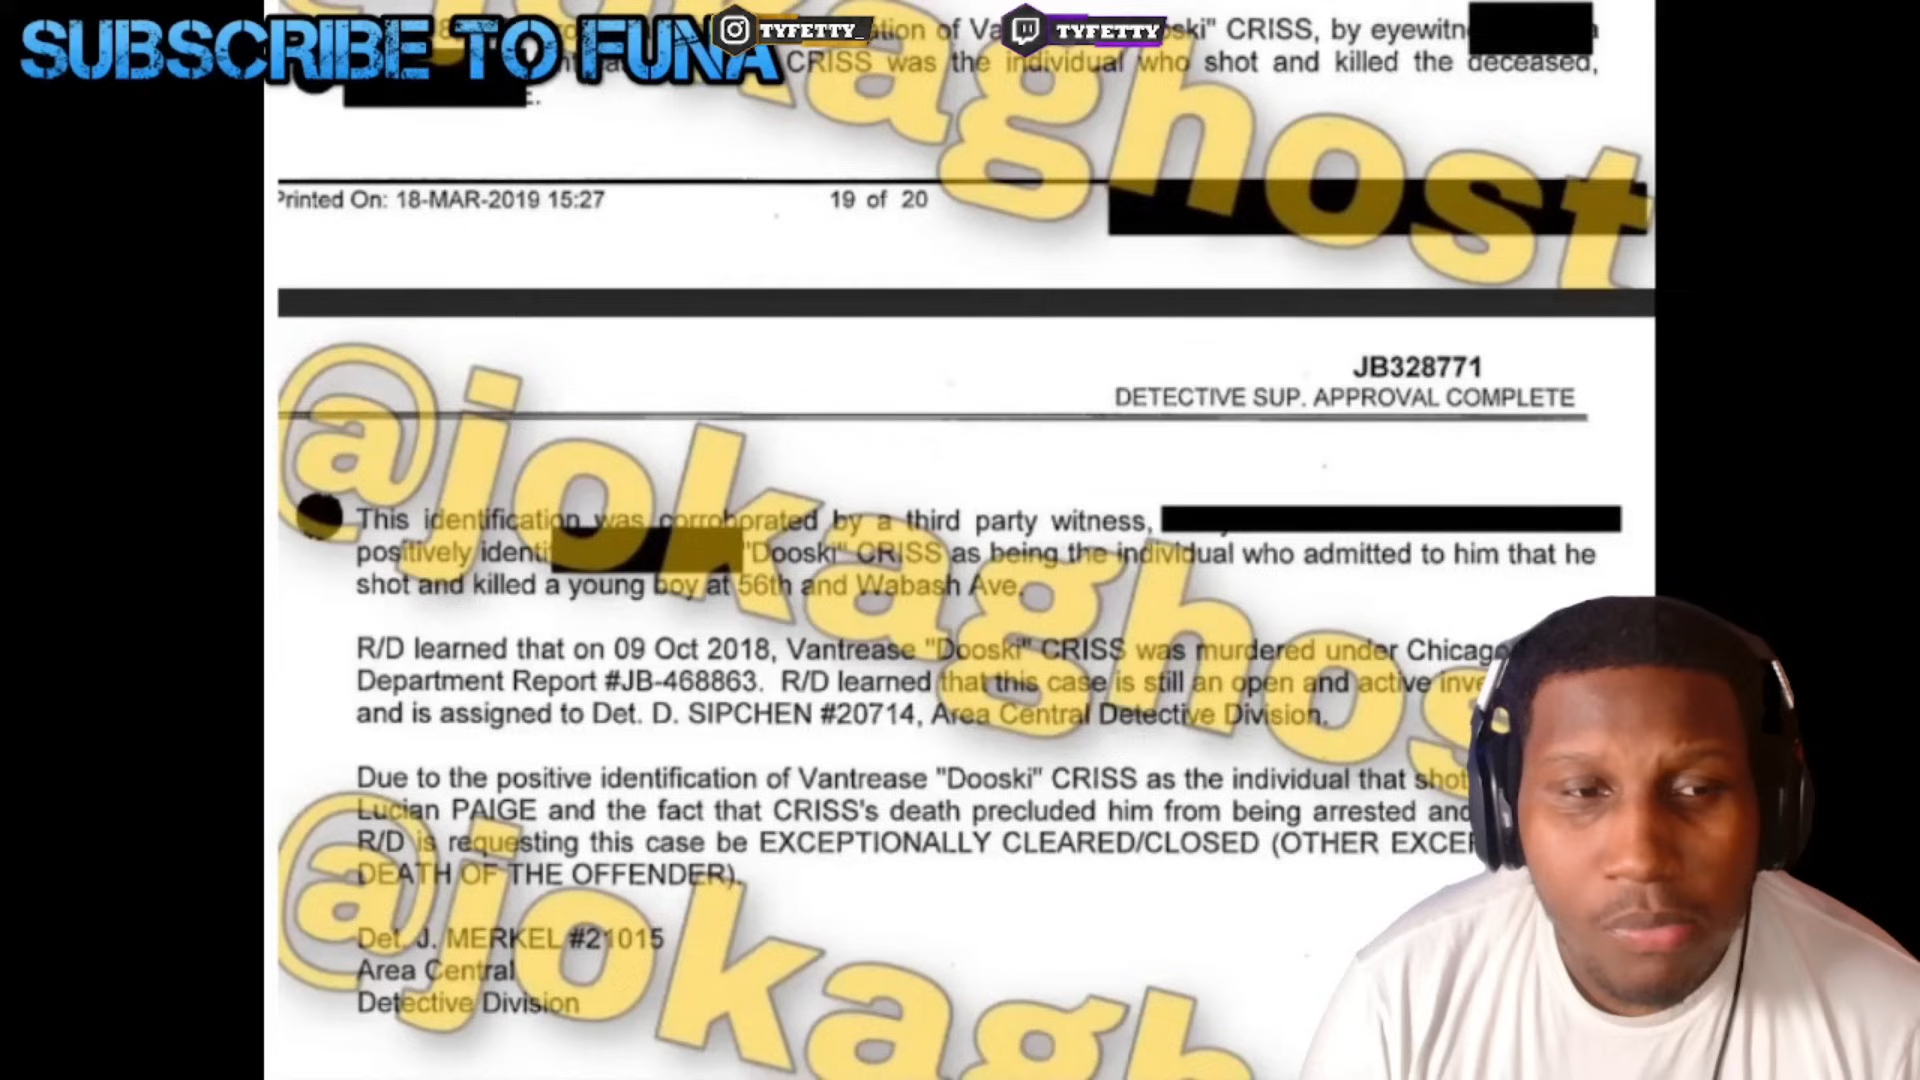 SUBSCRIBE TO FUNA
TYFETTY_
TYFETTY
CRISS, by
CRISS was the individual who shot and killed the deceased,
Printed On: 18-MAR-2019 15:27
19 of 20
@jokaghost
JB328771
DETECTIVE SUP. APPROVAL COMPLETE
This identification was corroborated by a third party witness,
positively "Dooski" CRISS as being the individual who admitted to him that he
shot and killed a young boy at 56th and Wabash Ave.
R/D learned that on 09 Oct 2018, Vantrease "Dooski" CRISS was murdered under Chicago
Department Report #JB-468863. R/D learned that this case is still an open and active
and is assigned to Det. D. SIPCHEN #20714, Area Central Detective Division.
Due to the positive identification of Vantrease "Dooski" CRISS as the individual that shot
Lucian PAIGE and the fact that CRISS's death precluded him from being arrested and
R/D is requesting this case be EXCEPTIONALLY CLEARED/CLOSED (OTHER
DEATH OF THE OFFENDER).
Det. J. MERKEL #21015
Area Central
Detective Division